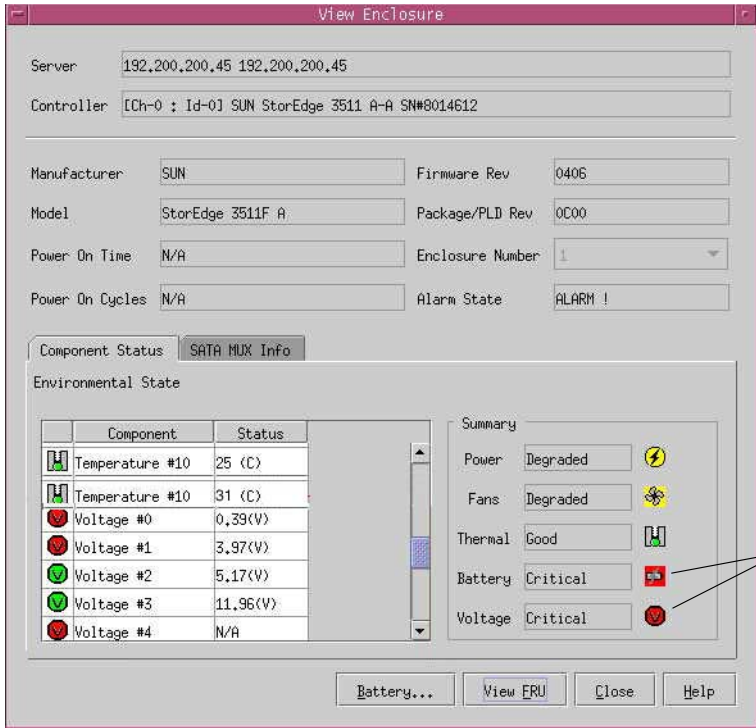 View Enclosure
Server 192.200.200.45 192.200.200.45
Controller [Ch-0 : Id-0] SUN StorEdge 3511 A-A SN#8014612
Manufacturer SUN Firmware Rev 0406
Model StorEdge 3511F A Package/PLD Rev 0C00
Power On Time N/A Enclosure Number 1
Power On Cycles N/A Alarm State ALARM !
Component Status SATA MUX Info
Environmental State
Component Status
Temperature #10 25 (C)
Temperature #10 31 (C)
Voltage #0 0.39(V)
Voltage #1 3.97(V)
Voltage #2 5.17(V)
Voltage #3 11.96(V)
Voltage #4 N/A
Summary
Power Degraded
Fans Degraded
Thermal Good
Battery Critical
Voltage Critical
Battery... View FRU Close Help